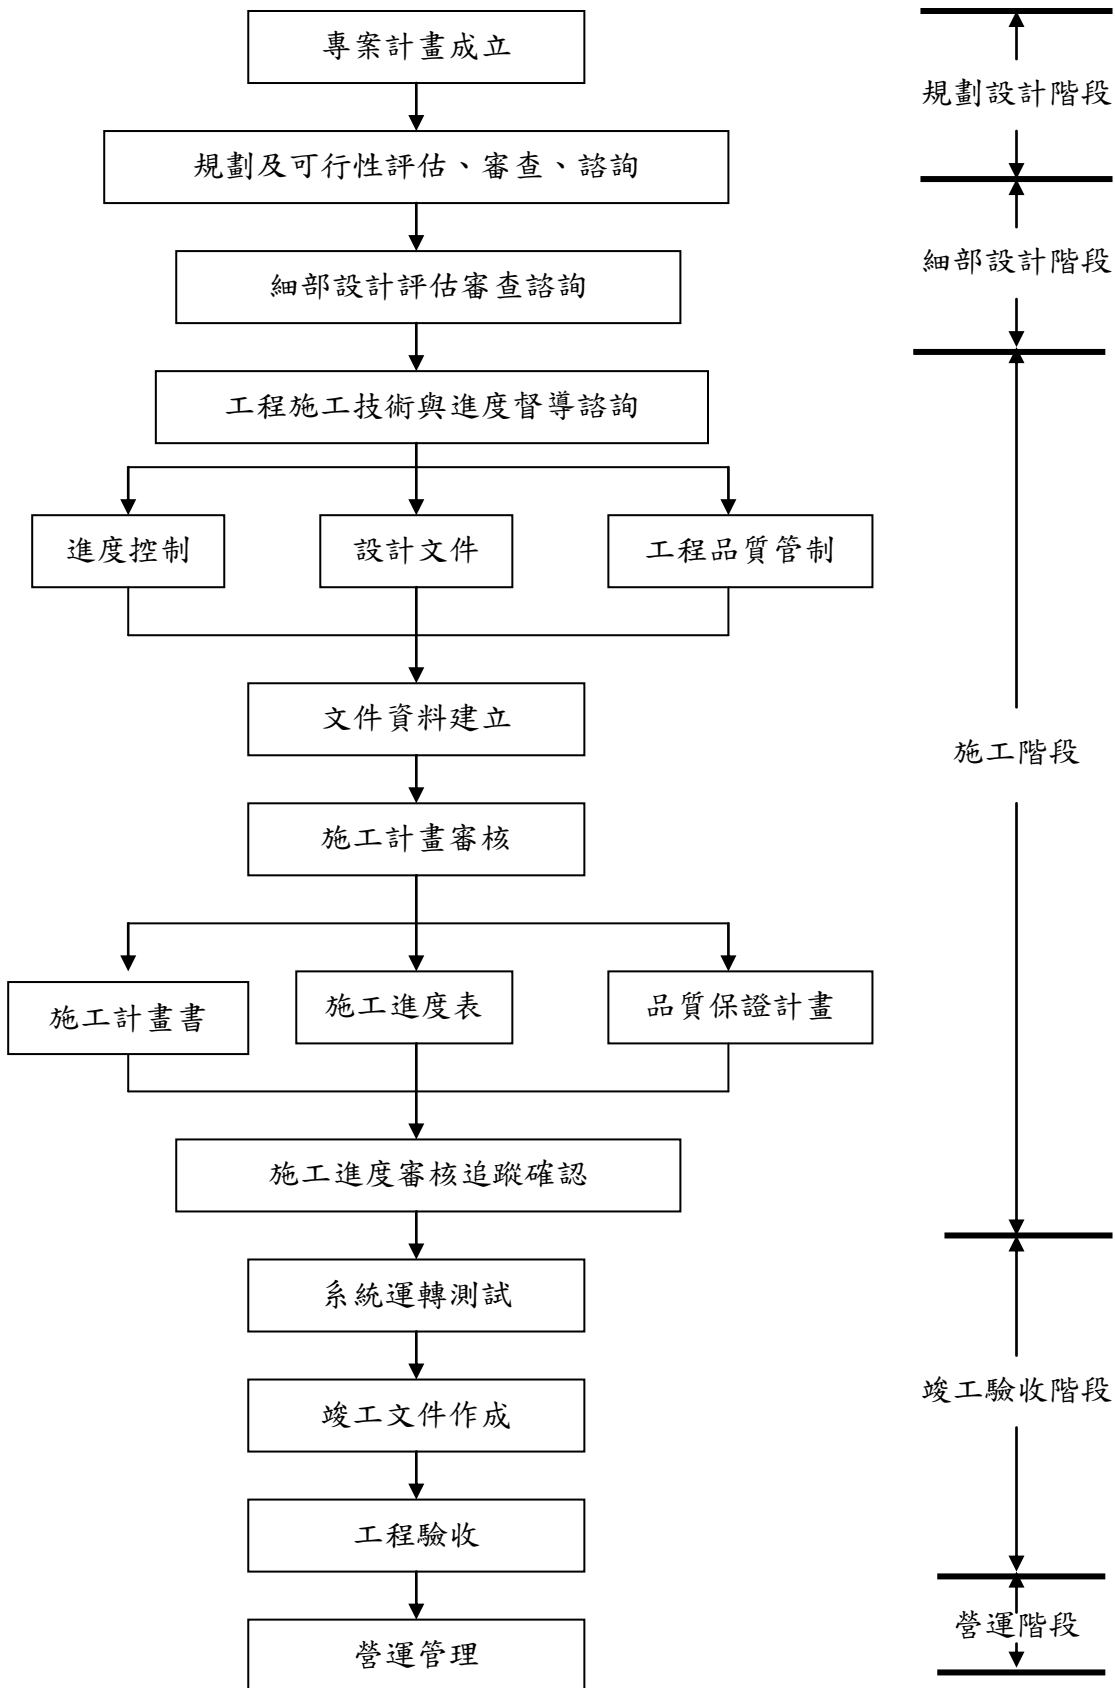 專案計畫成立
規劃設計階段
規劃及可行性評估、審查、諮詢
細部設計評估審查諮詢
細部設計階段
工程施工技術與進度督導諮詢
進度控制
設計文件
工程品質管制
文件資料建立
施工階段
施工計畫審核
施工計畫書
施工進度表
品質保證計畫
施工進度審核追蹤確認
系統運轉測試
竣工文件作成
竣工驗收階段
工程驗收
營運管理
營運階段